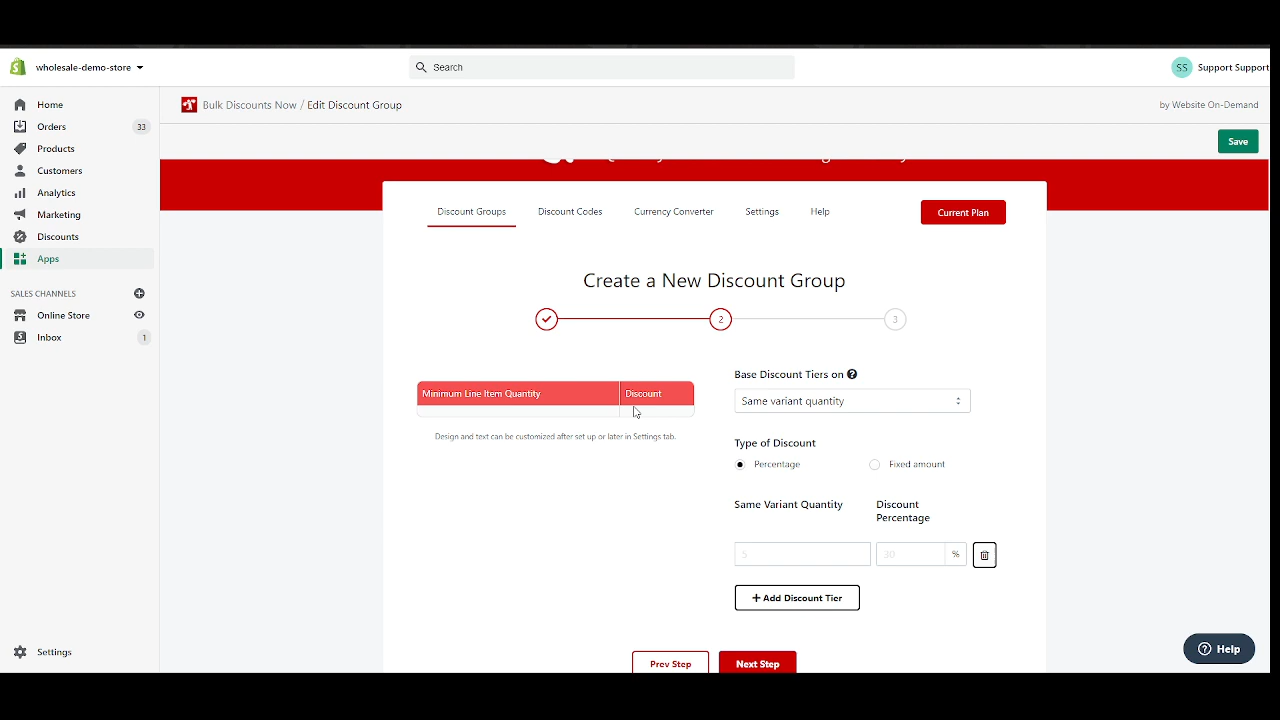 wholesale-demo-store
Search
SS Support Support
Home
Orders 33
Products
Customers
Analytics
Marketing
Discounts
Apps
SALES CHANNELS
Online Store
Inbox 1
Settings
Bulk Discounts Now / Edit Discount Group
by Website On-Demand
Save
Discount Groups Discount Codes Currency Converter Settings Help Current Plan
Create a New Discount Group
2 3
Minimum Line Item Quantity Discount
Design and text can be customized after set up or later in Settings tab.
Base Discount Tiers on ?
Same variant quantity
Type of Discount
Percentage Fixed amount
Same Variant Quantity
Discount
Percentage
5 30 %
+ Add Discount Tier
Prev Step Next Step
? Help